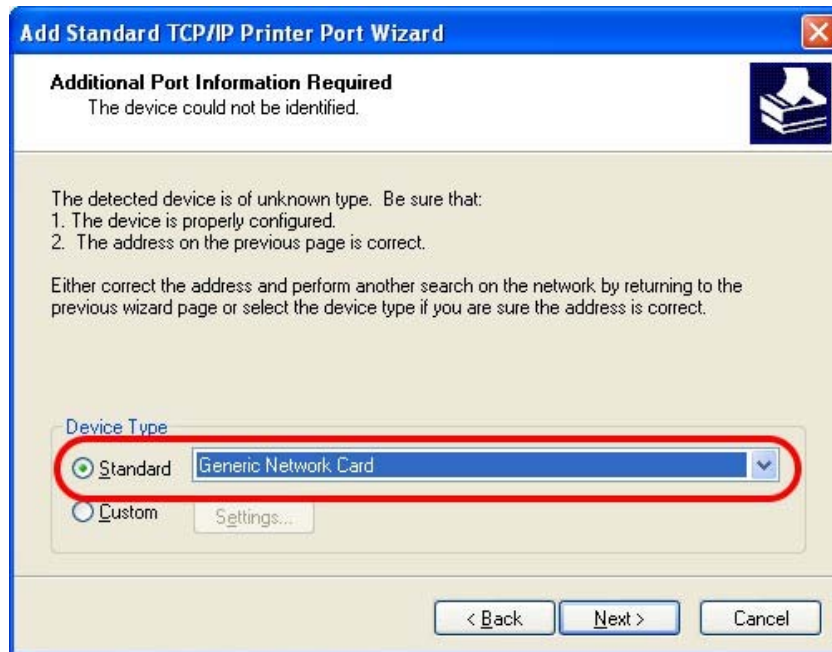 Add Standard TCP/IP Printer Port Wizard
Additional Port Information Required
The device could not be identified.
The detected device is of unknown type.  Be sure that:
1. The device is properly configured.
2.  The address on the previous page is correct.
Either correct the address and perform another search on the network by returning to the
previous wizard page or select the device type if you are sure the address is correct.
Device Type
Standard Generic Network Card
Custom Settings...
< Back Next > Cancel